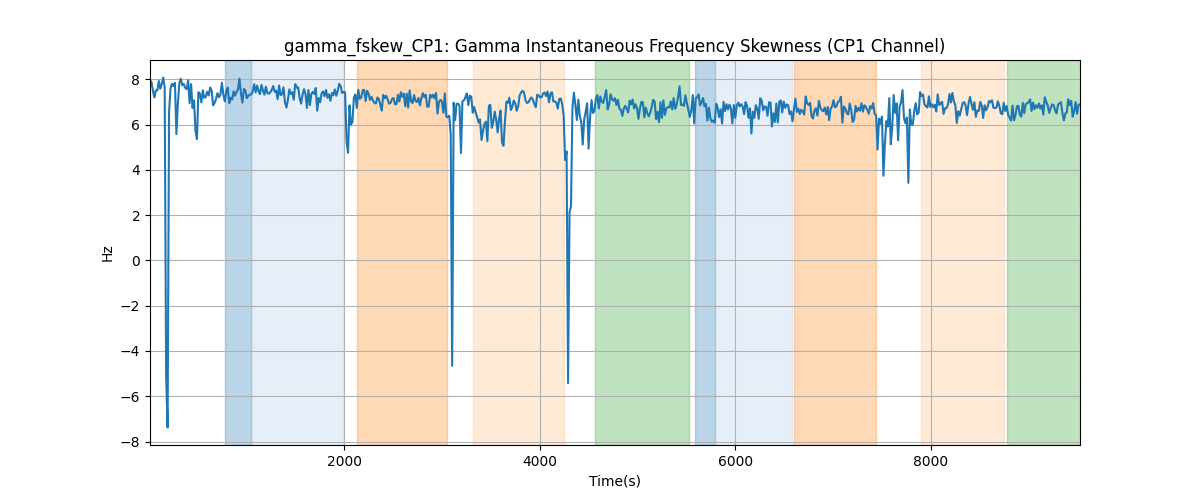 gamma_fskew_CP1: Gamma Instantaneous Frequency Skewness (CP1 Channel)
8
6
4
2
0
−2
−4
−6
−8
Hz
2000 4000 6000 8000
Time(s)